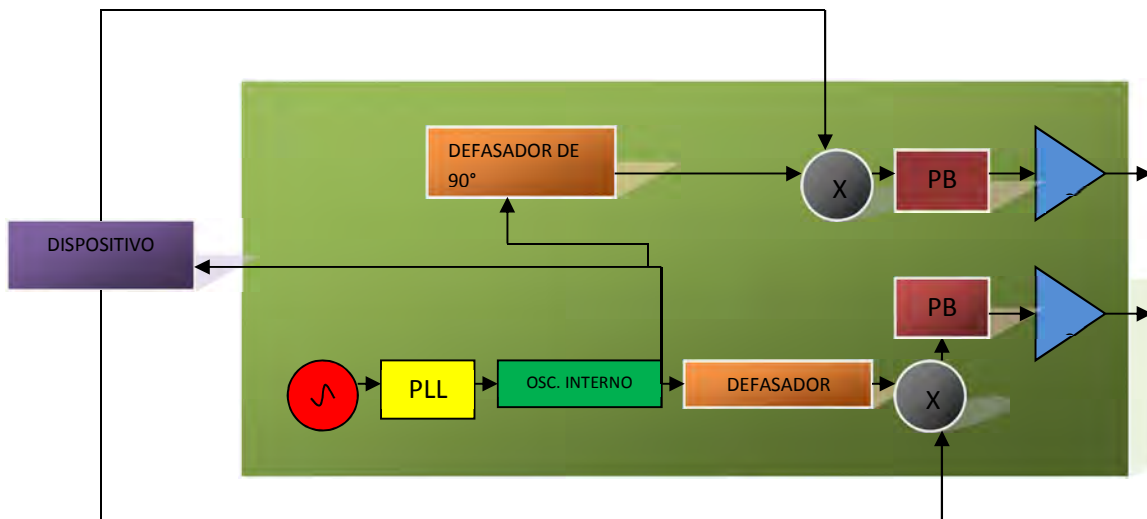 DEFASADOR DE
90°
X
PB
DISPOSITIVO
PB
PLL
OSC. INTERNO
DEFASADOR
X